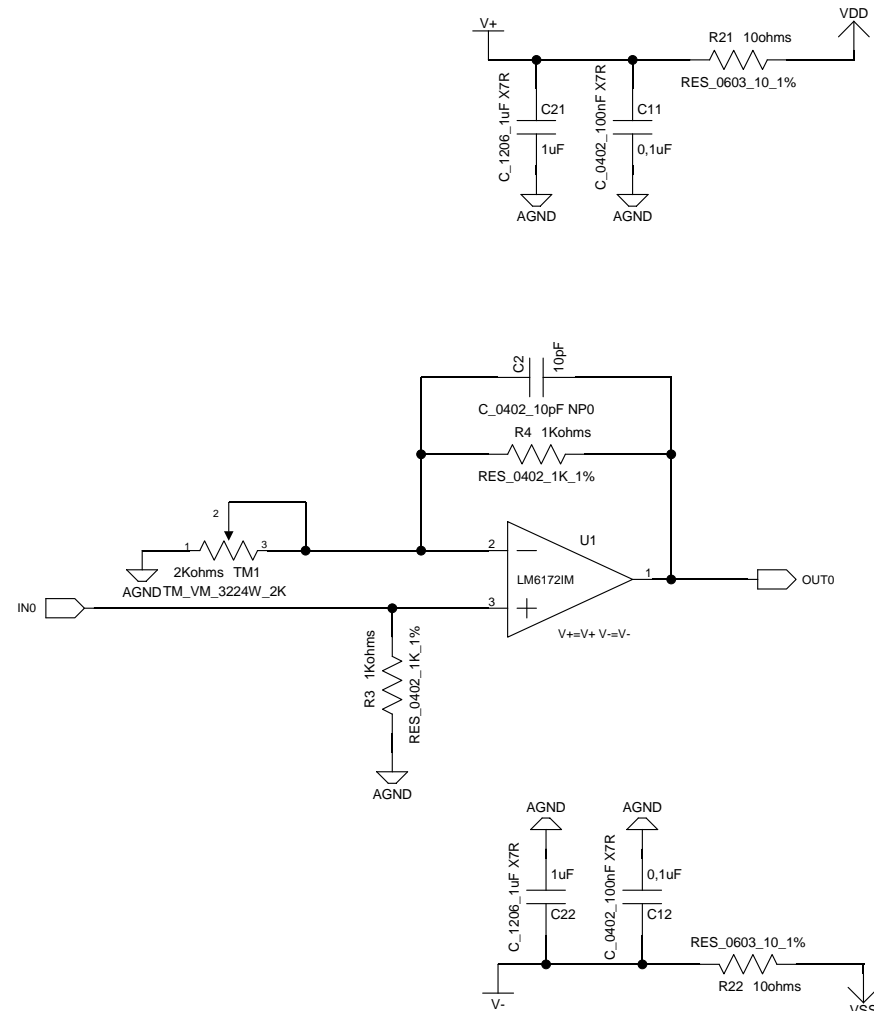 V+
VDD
R21 10ohms
RES_0603_10_1%
C_1206_1uF X7R
C21
1uF
C_0402_100nF X7R
C11
0,1uF
AGND
AGND
C2
10pF
C_0402_10pF NP0
R4 1Kohms
RES_0402_1K_1%
2
1
3
2Kohms TM1
AGND
TM_VM_3224W_2K
2
U1
LM6172IM
1
OUT0
IN0
3
V+=V+ V-=V-
R3 1Kohms
RES_0402_1K_1%
AGND
AGND
AGND
C_1206_1uF X7R
1uF
C22
C_0402_100nF X7R
0,1uF
C12
RES_0603_10_1%
R22 10ohms
V-
VSS